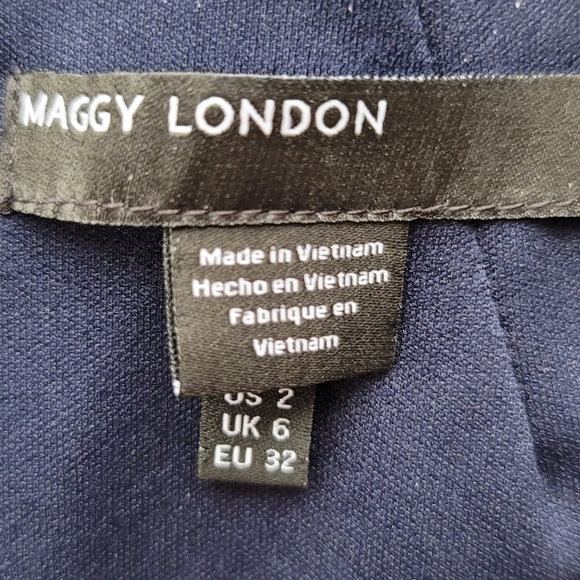 MAGGY LONDON
Made in Vietnam
Hecho en Vietnam
Fabrique en
Vietnam
US 2
UK 6
EU 32